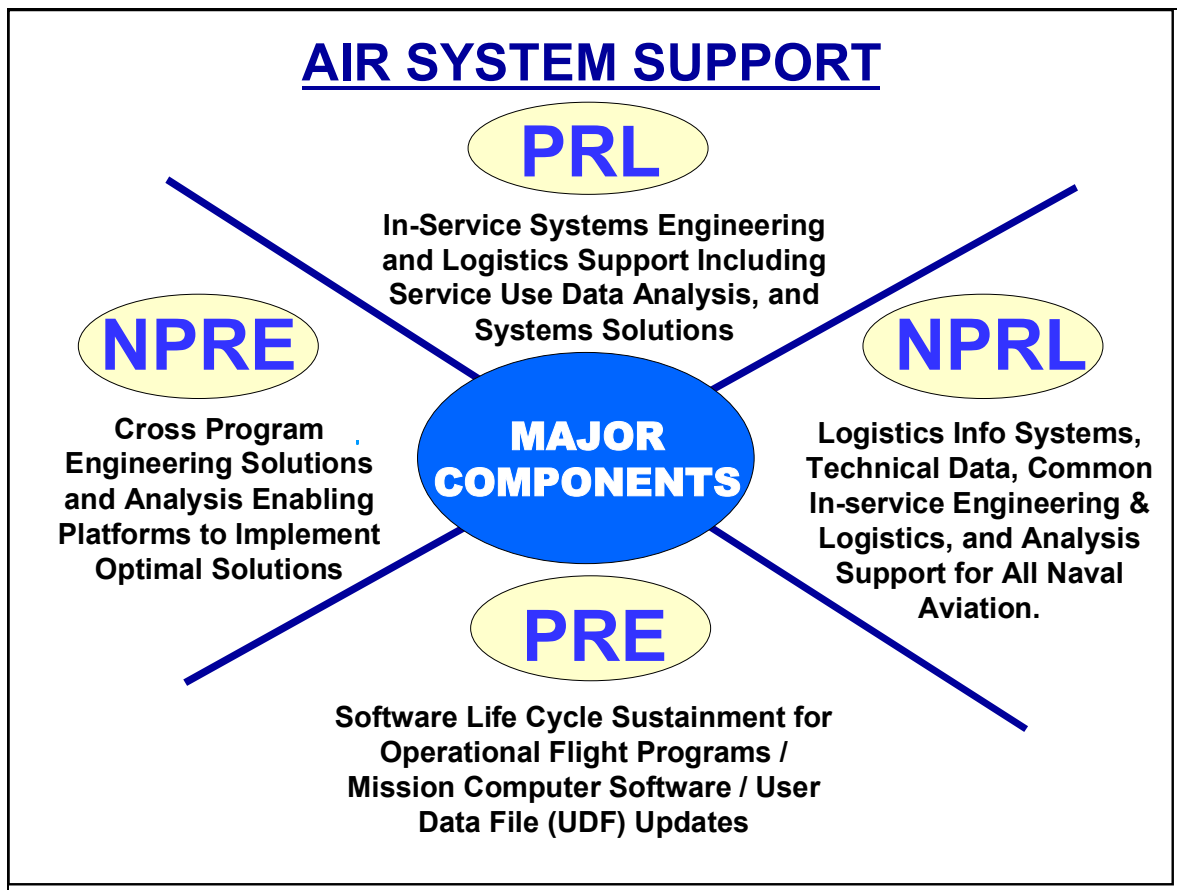 AIR SYSTEM SUPPORT
PRL
In-Service Systems Engineering
and Logistics Support Including
Service Use Data Analysis, and
Systems Solutions
NPRE
Cross Program
Engineering Solutions
and Analysis Enabling
Platforms to Implement
Optimal Solutions
MAJOR
COMPONENTS
NPRL
Logistics Info Systems,
Technical Data, Common
In-service Engineering &
Logistics, and Analysis
Support for All Naval
Aviation.
PRE
Software Life Cycle Sustainment for
Operational Flight Programs /
Mission Computer Software / User
Data File (UDF) Updates